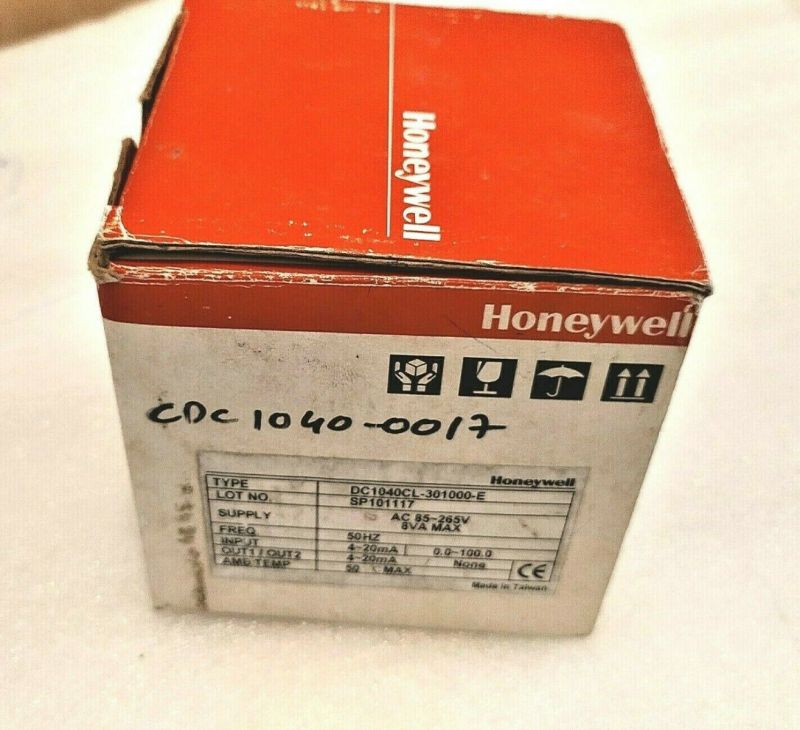 Honeywell
Honeywell
CDC 1040-0017
Honeywell
TYPE DC1040CL-301000-E
LOT NO. SP101117
SUPPLY AC 85~265V
8VA MAX
FREQ 50HZ
INPUT 4~20mA 0.0~100.0
OUT1 / OUT2 4~20mA None
AMB TEMP 50 °C MAX
CE
Made in Taiwan